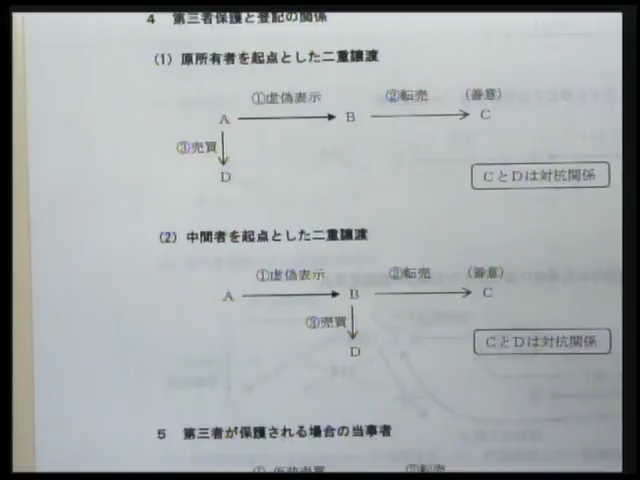 4 第三者保護と登記の関係
(1) 原所有者を起点とした二重譲渡
①虚偽表示 ②転売 (善意)
A B C
③売買
D
CとDは対抗関係
(2) 中間者を起点とした二重譲渡
①虚偽表示 ②転売 (善意)
A B C
③売買
D
CとDは対抗関係
5 第三者が保護される場合の当事者